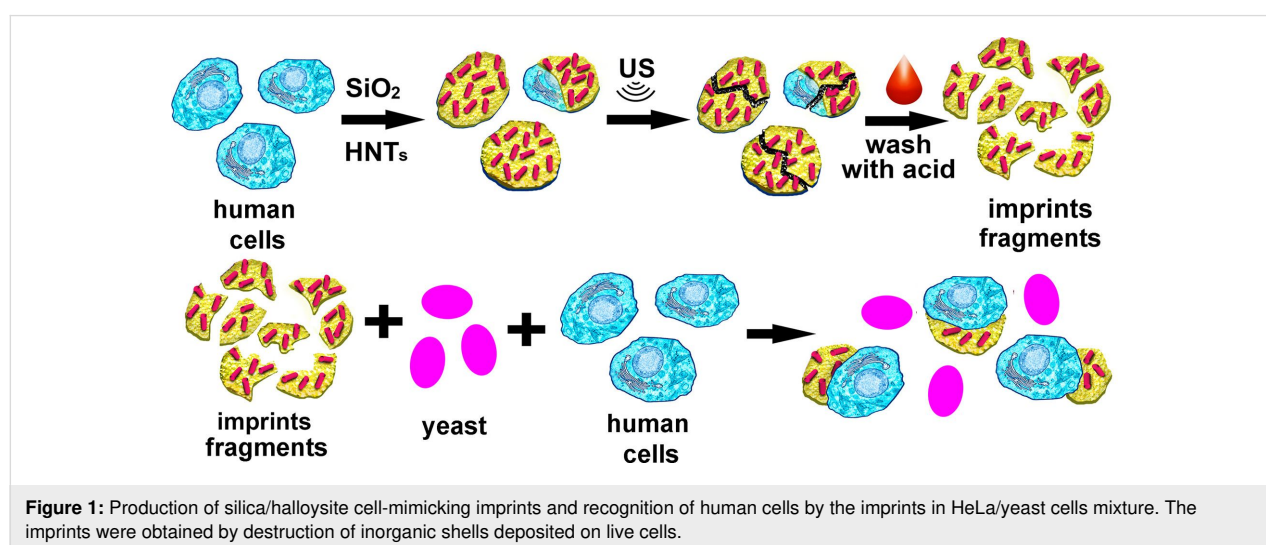 SiO₂
HNTs
US
wash
with acid
human
cells
imprints
fragments
+
+
imprints
fragments
yeast
human
cells
Figure 1: Production of silica/halloysite cell-mimicking imprints and recognition of human cells by the imprints in HeLa/yeast cells mixture. The
imprints were obtained by destruction of inorganic shells deposited on live cells.